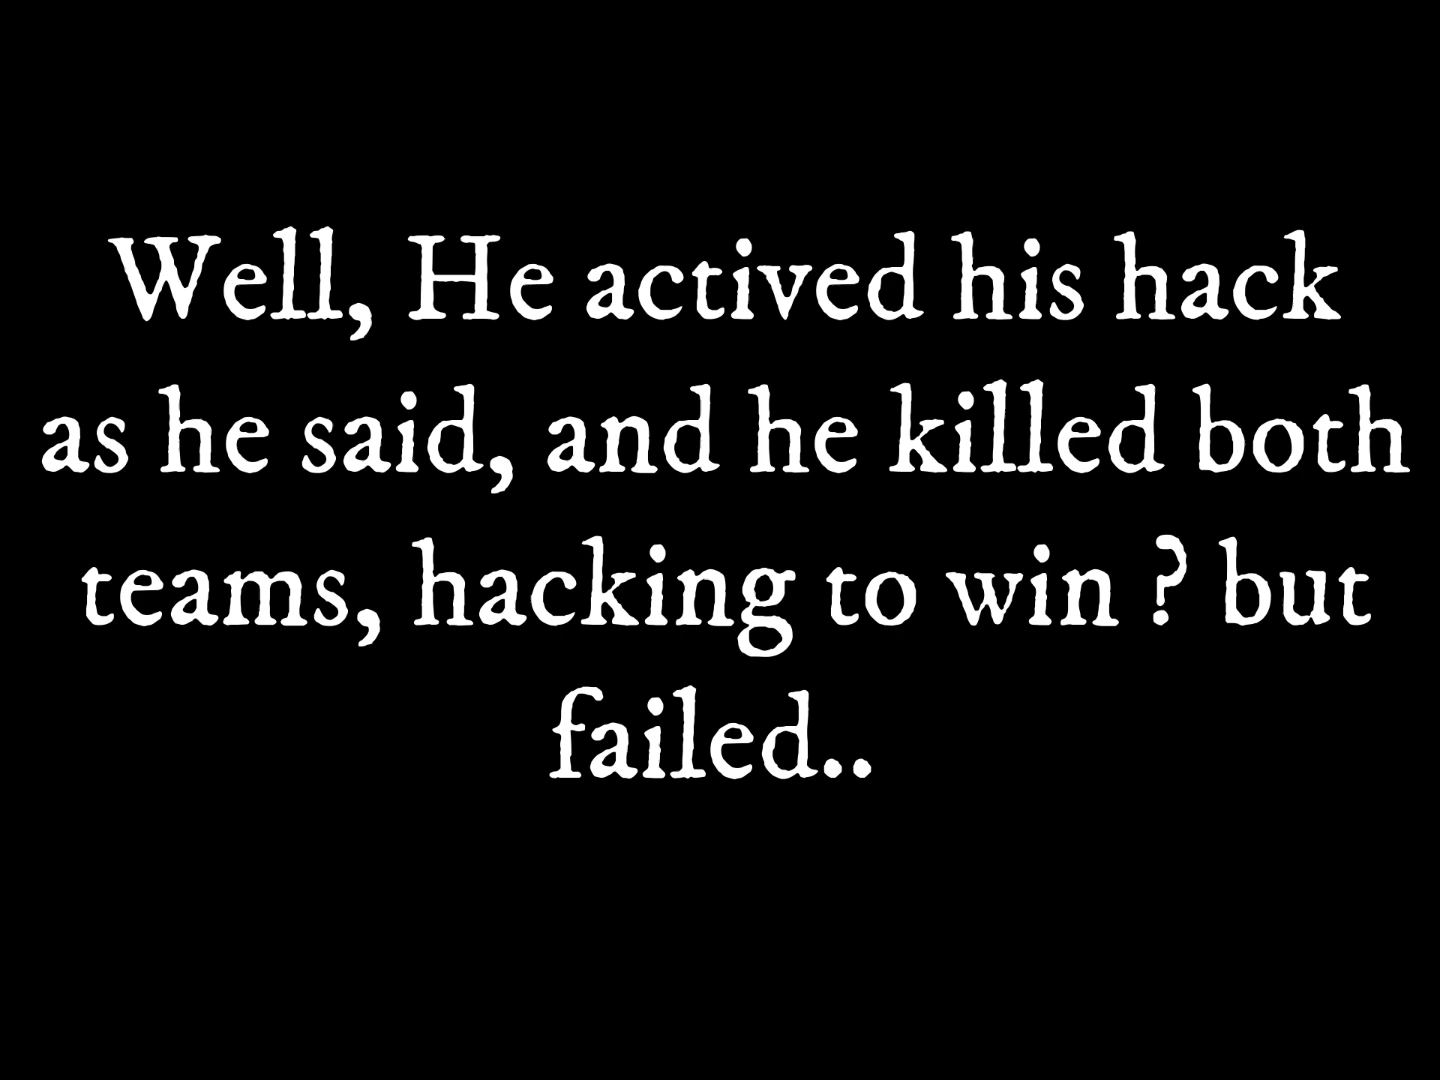 Well, He actived his hack
as he said, and he killed both
teams, hacking to win ? but
failed..